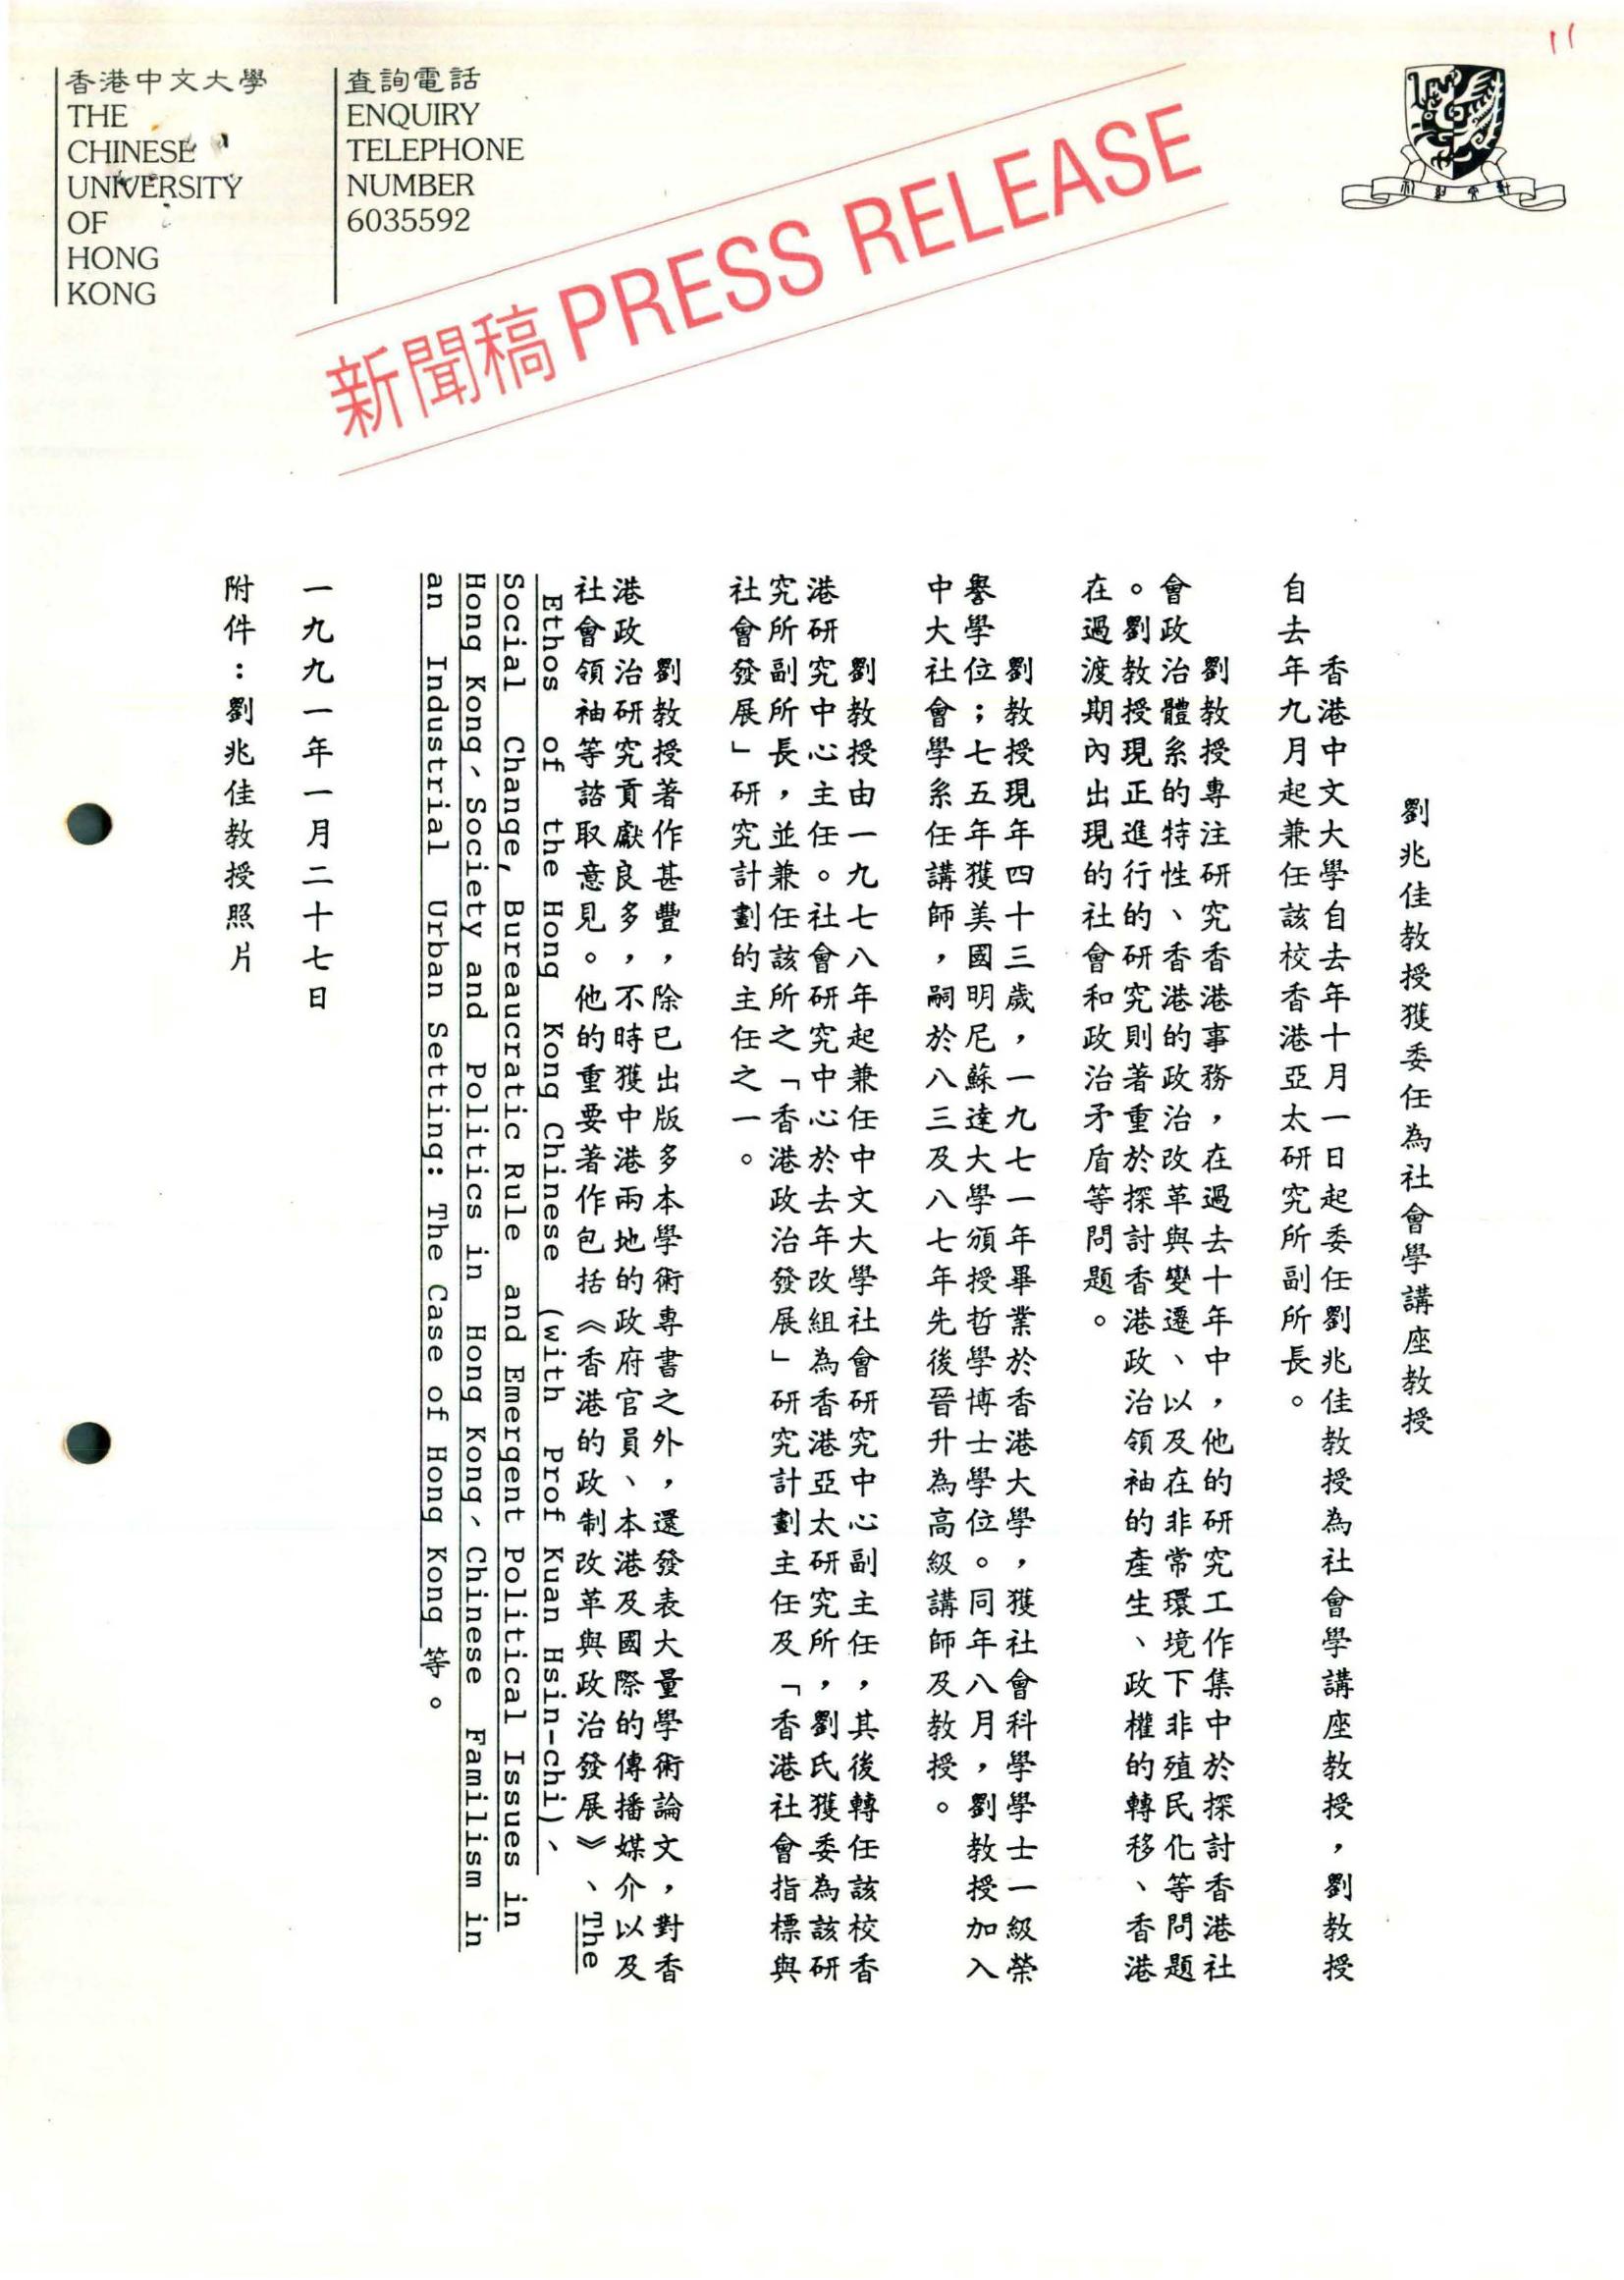 11
香港中文大學
THE
CHINESE
UNIVERSITY
OF
HONG
KONG
查詢電話
ENQUIRY
TELEPHONE
NUMBER
6035592
新聞稿 PRESS RELEASE
劉兆佳教授獲委任為社會學講座教授
香港中文大學自去年十月一日起委任劉兆佳教授為社會學講座教授，劉教授
自去年九月起兼任該校香港亞太研究所副所長。
劉教授專注研究香港事務，在過去十年中，他的研究工作集中於探討香港社
會政治體系的特性、香港的政治改革與變遷、以及在非常環境下非殖民化等問題
。劉教授現正進行的研究則著重於探討香港政治領袖的產生、政權的轉移、香港
在過渡期內出現的社會和政治矛盾等問題。
劉教授現年四十三歲，一九七一年畢業於香港大學，獲社會科學學士一級榮
譽學位；七五年獲美國明尼蘇達大學頒授哲學博士學位。同年八月，劉教授加入
中大社會學系任講師，嗣於八三及八七年先後晉升為高級講師及教授。
劉教授由一九七八年起兼任中文大學社會研究中心副主任，其後轉任該校香
港研究中心主任。社會研究中心於去年改組為香港亞太研究所，劉氏獲委為該研
究所副所長，並兼任該所之「香港政治發展」研究計劃主任及「香港社會指標與
社會發展」研究計劃的主任之一。
劉教授著作甚豐，除已出版多本學術專書之外，還發表大量學術論文，對香
港政治研究貢獻良多，不時獲中港兩地的政府官員、本港及國際的傳播媒介以及
社會領袖等諮取意見。他的重要著作包括《香港的政制改革與政治發展》、The
Ethos of the Hong Kong Chinese (with Prof Kuan Hsin-chi)、
Social Change, Bureaucratic Rule and Emergent Political Issues in
Hong Kong、Society and Politics in Hong Kong、Chinese Familism in
an Industrial Urban Setting: The Case of Hong Kong 等。
一九九一年一月二十七日
附件：劉兆佳教授照片